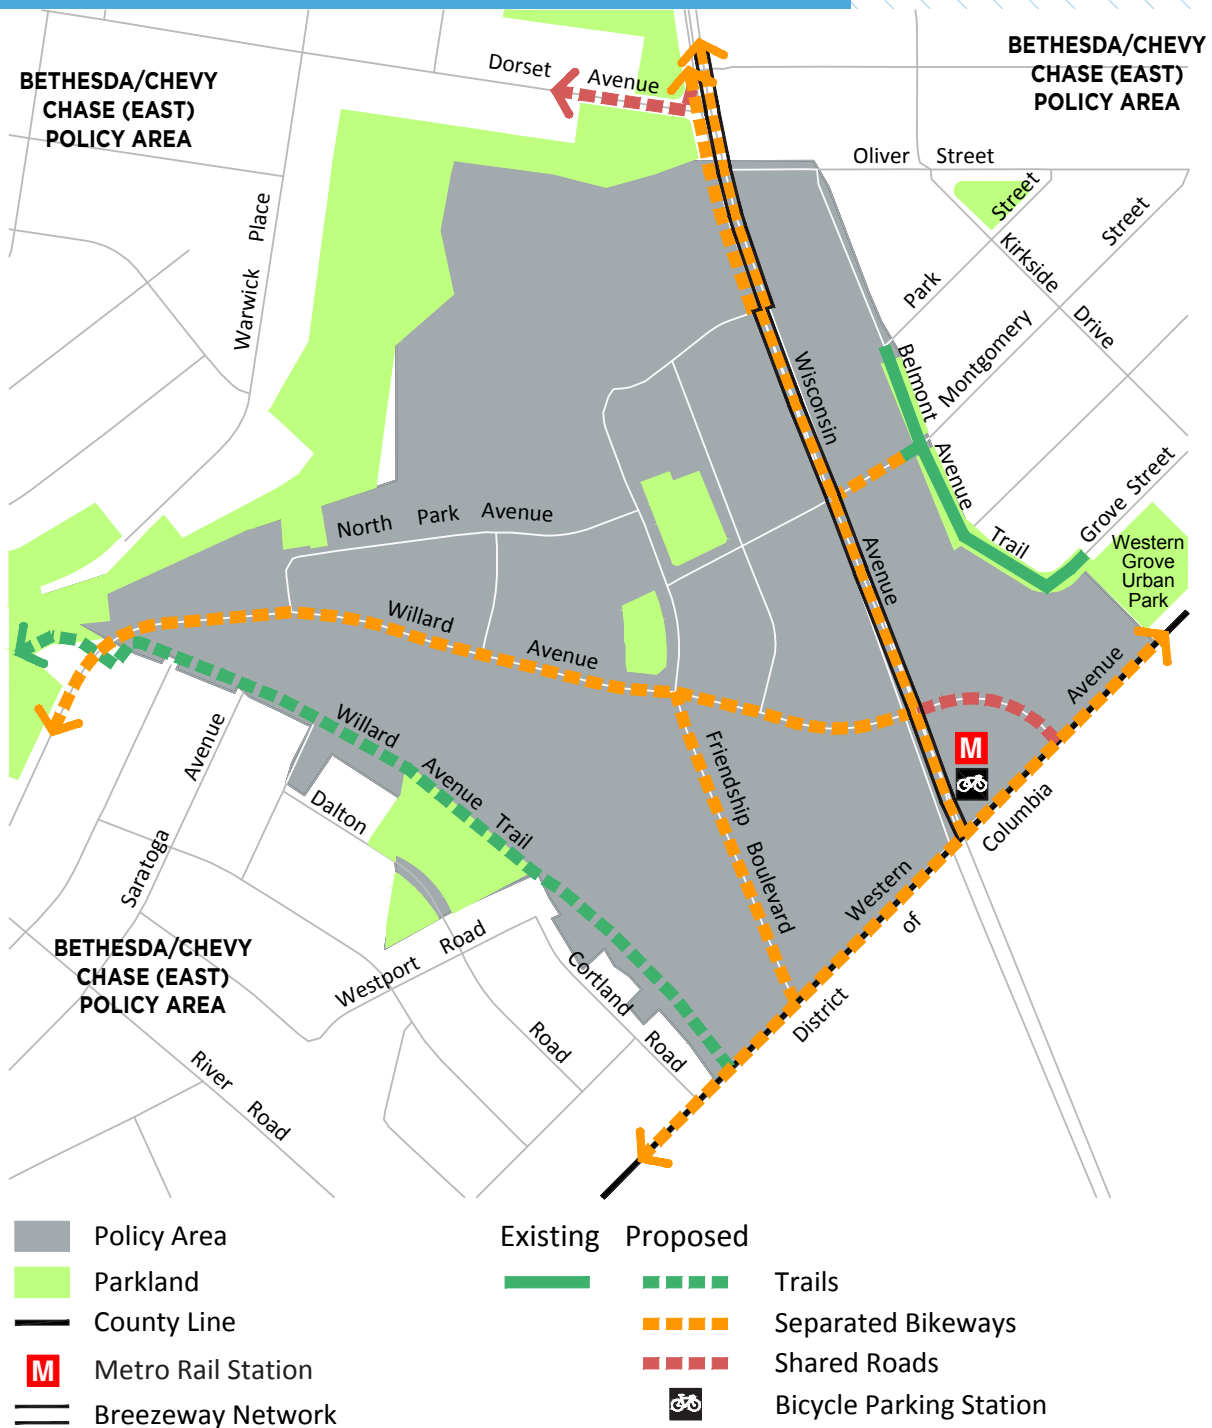 BETHESDA/CHEVY
CHASE (EAST)
POLICY AREA
BETHESDA/CHEVY
CHASE (EAST)
POLICY AREA
Dorset Avenue
Oliver Street
Warwick Place
Park Street
Kirkside Drive
Montgomery Street
Belmont Avenue Trail
Grove Street
Wisconsin Avenue
North Park Avenue
Western
Grove
Urban
Park
Willard Avenue
Willard Avenue Trail
Friendship Boulevard
M
Western Avenue
District of Columbia
Saratoga Avenue
Dalton Road
Westport Road
Cortland Road
River Road
BETHESDA/CHEVY
CHASE (EAST)
POLICY AREA
Policy Area
Parkland
County Line
M Metro Rail Station
Breezeway Network
Existing Proposed
Trails
Separated Bikeways
Shared Roads
Bicycle Parking Station